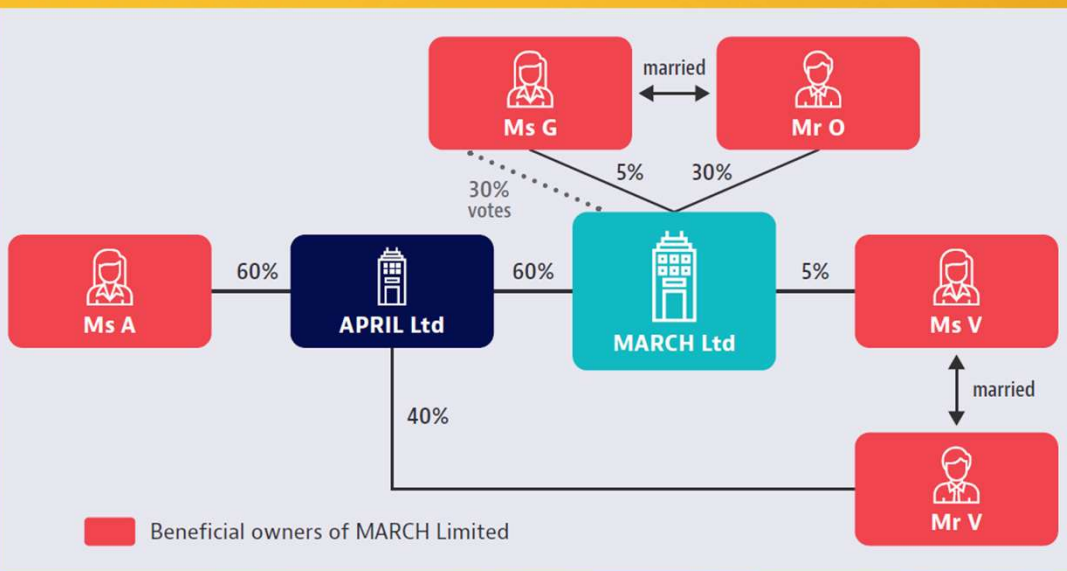 married
Ms G
Mr O
5%
30%
30%
votes
60%
60%
5%
Ms A
APRIL Ltd
MARCH Ltd
Ms V
married
40%
Mr V
Beneficial owners of MARCH Limited